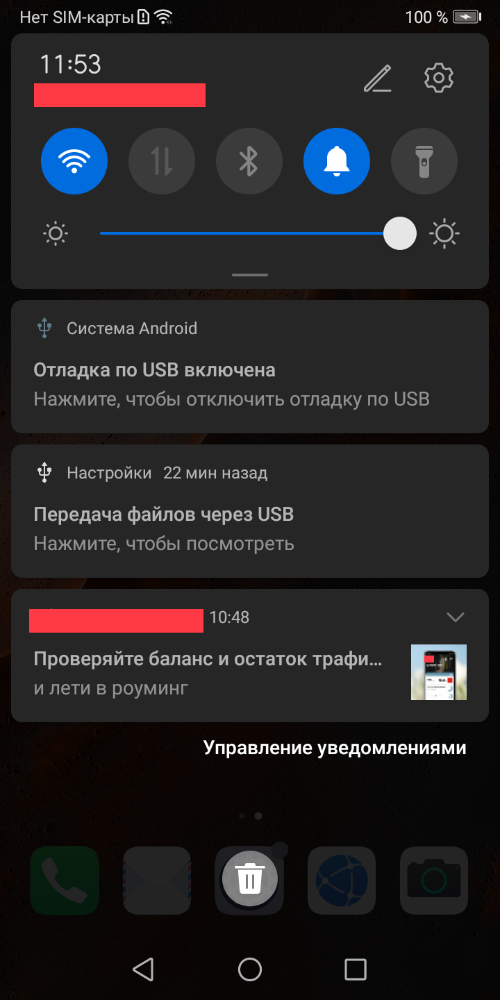 Нет SIM-карты
100 %
11:53
Система Android
Отладка по USB включена
Нажмите, чтобы отключить отладку по USB
Настройки 22 мин назад
Передача файлов через USB
Нажмите, чтобы посмотреть
10:48
Проверяйте баланс и остаток трафи...
и лети в роуминг
Управление уведомлениями